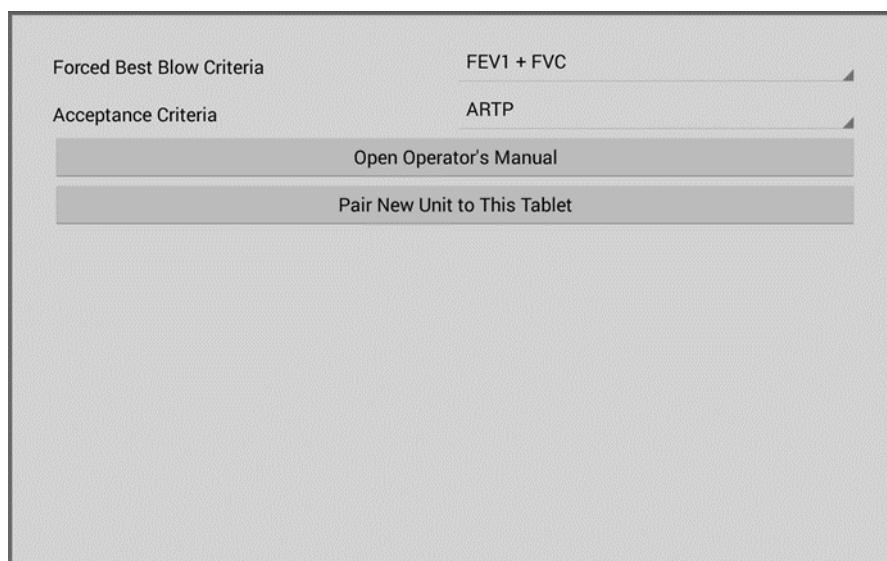 Forced Best Blow Criteria FEV1 + FVC
Acceptance Criteria ARTP
Open Operator's Manual
Pair New Unit to This Tablet